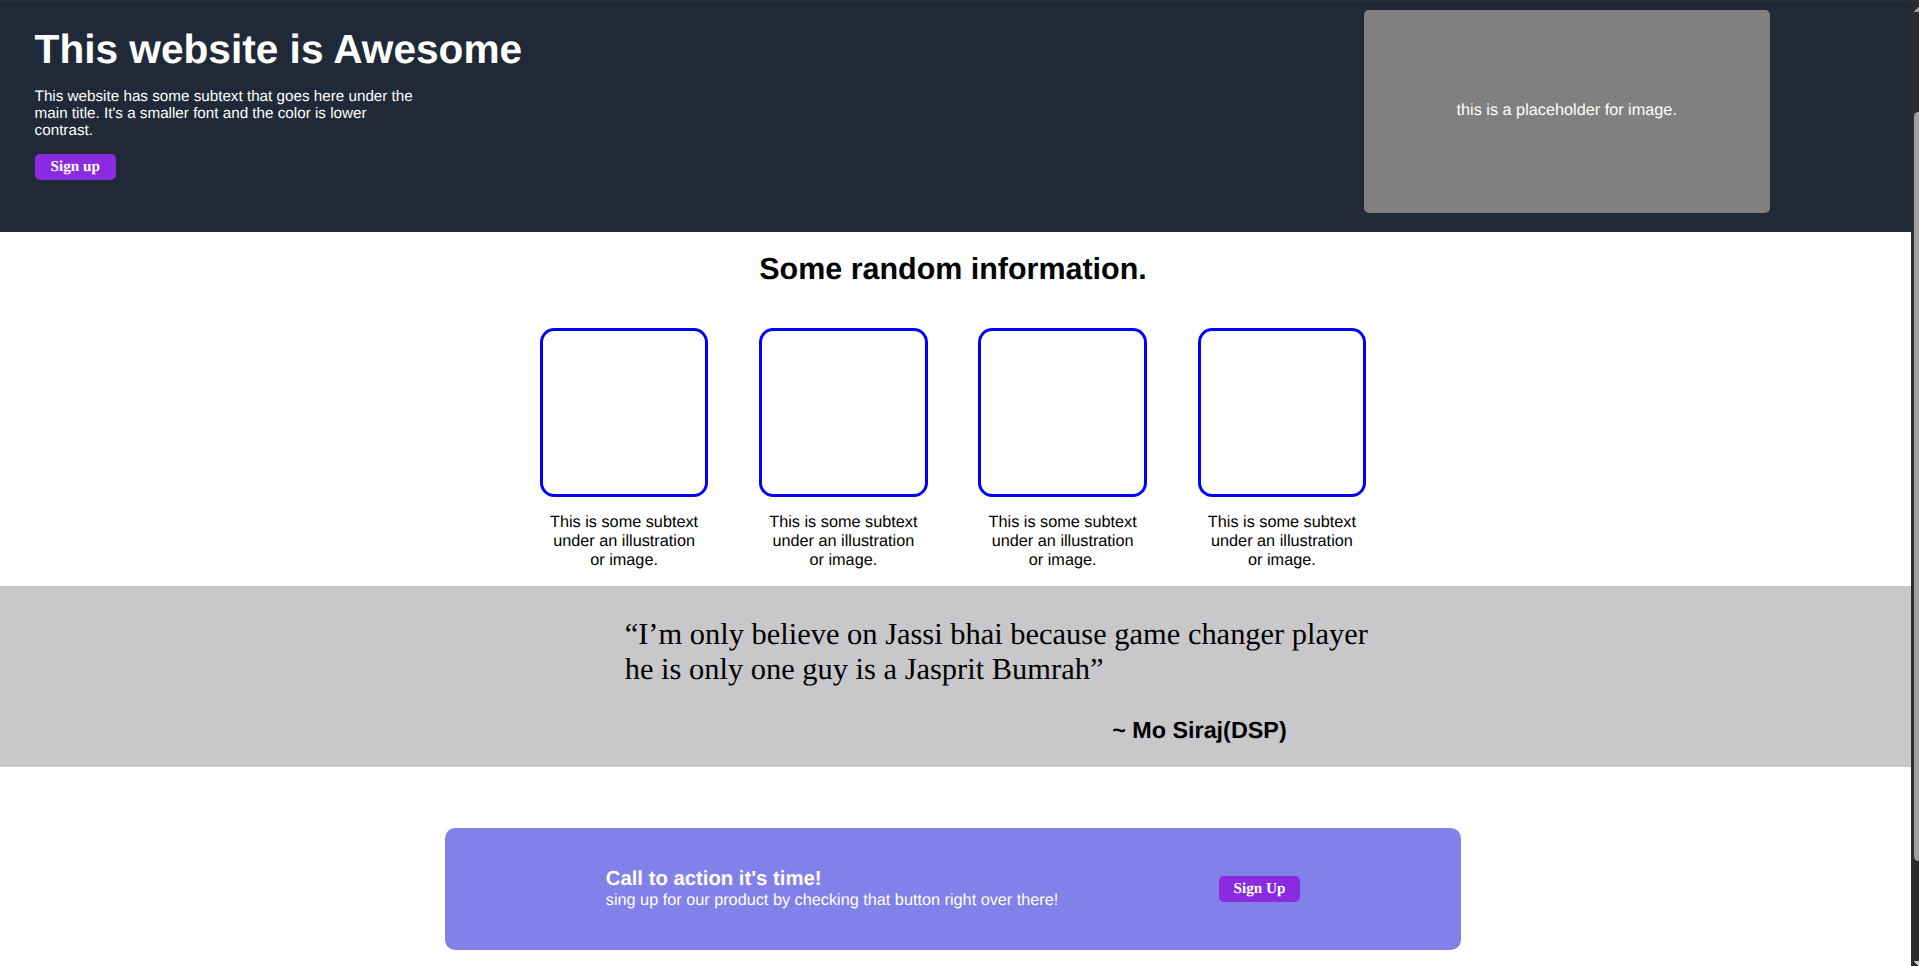 This website is Awesome
This website has some subtext that goes here under the
main title. It's a smaller font and the color is lower
contrast.
Sign up
this is a placeholder for image.
Some random information.
This is some subtext
under an illustration
or image.
This is some subtext
under an illustration
or image.
This is some subtext
under an illustration
or image.
This is some subtext
under an illustration
or image.
“I’m only believe on Jassi bhai because game changer player
he is only one guy is a Jasprit Bumrah”
~ Mo Siraj(DSP)
Call to action it's time!
sing up for our product by checking that button right over there!
Sign Up